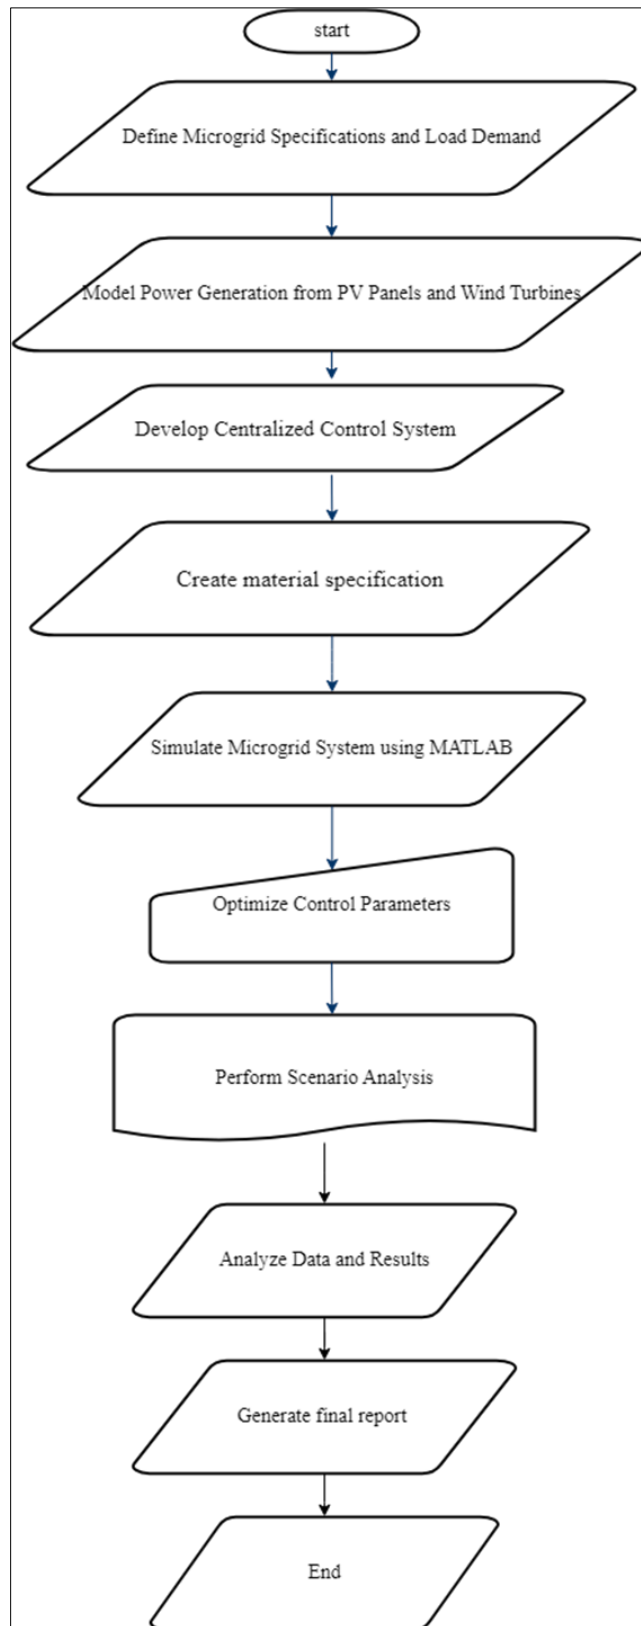 start
Define Microgrid Specifications and Load Demand
Model Power Generation from PV Panels and Wind Turbines
Develop Centralized Control System
Create material specification
Simulate Microgrid System using MATLAB
Optimize Control Parameters
Perform Scenario Analysis
Analyze Data and Results
Generate final report
End